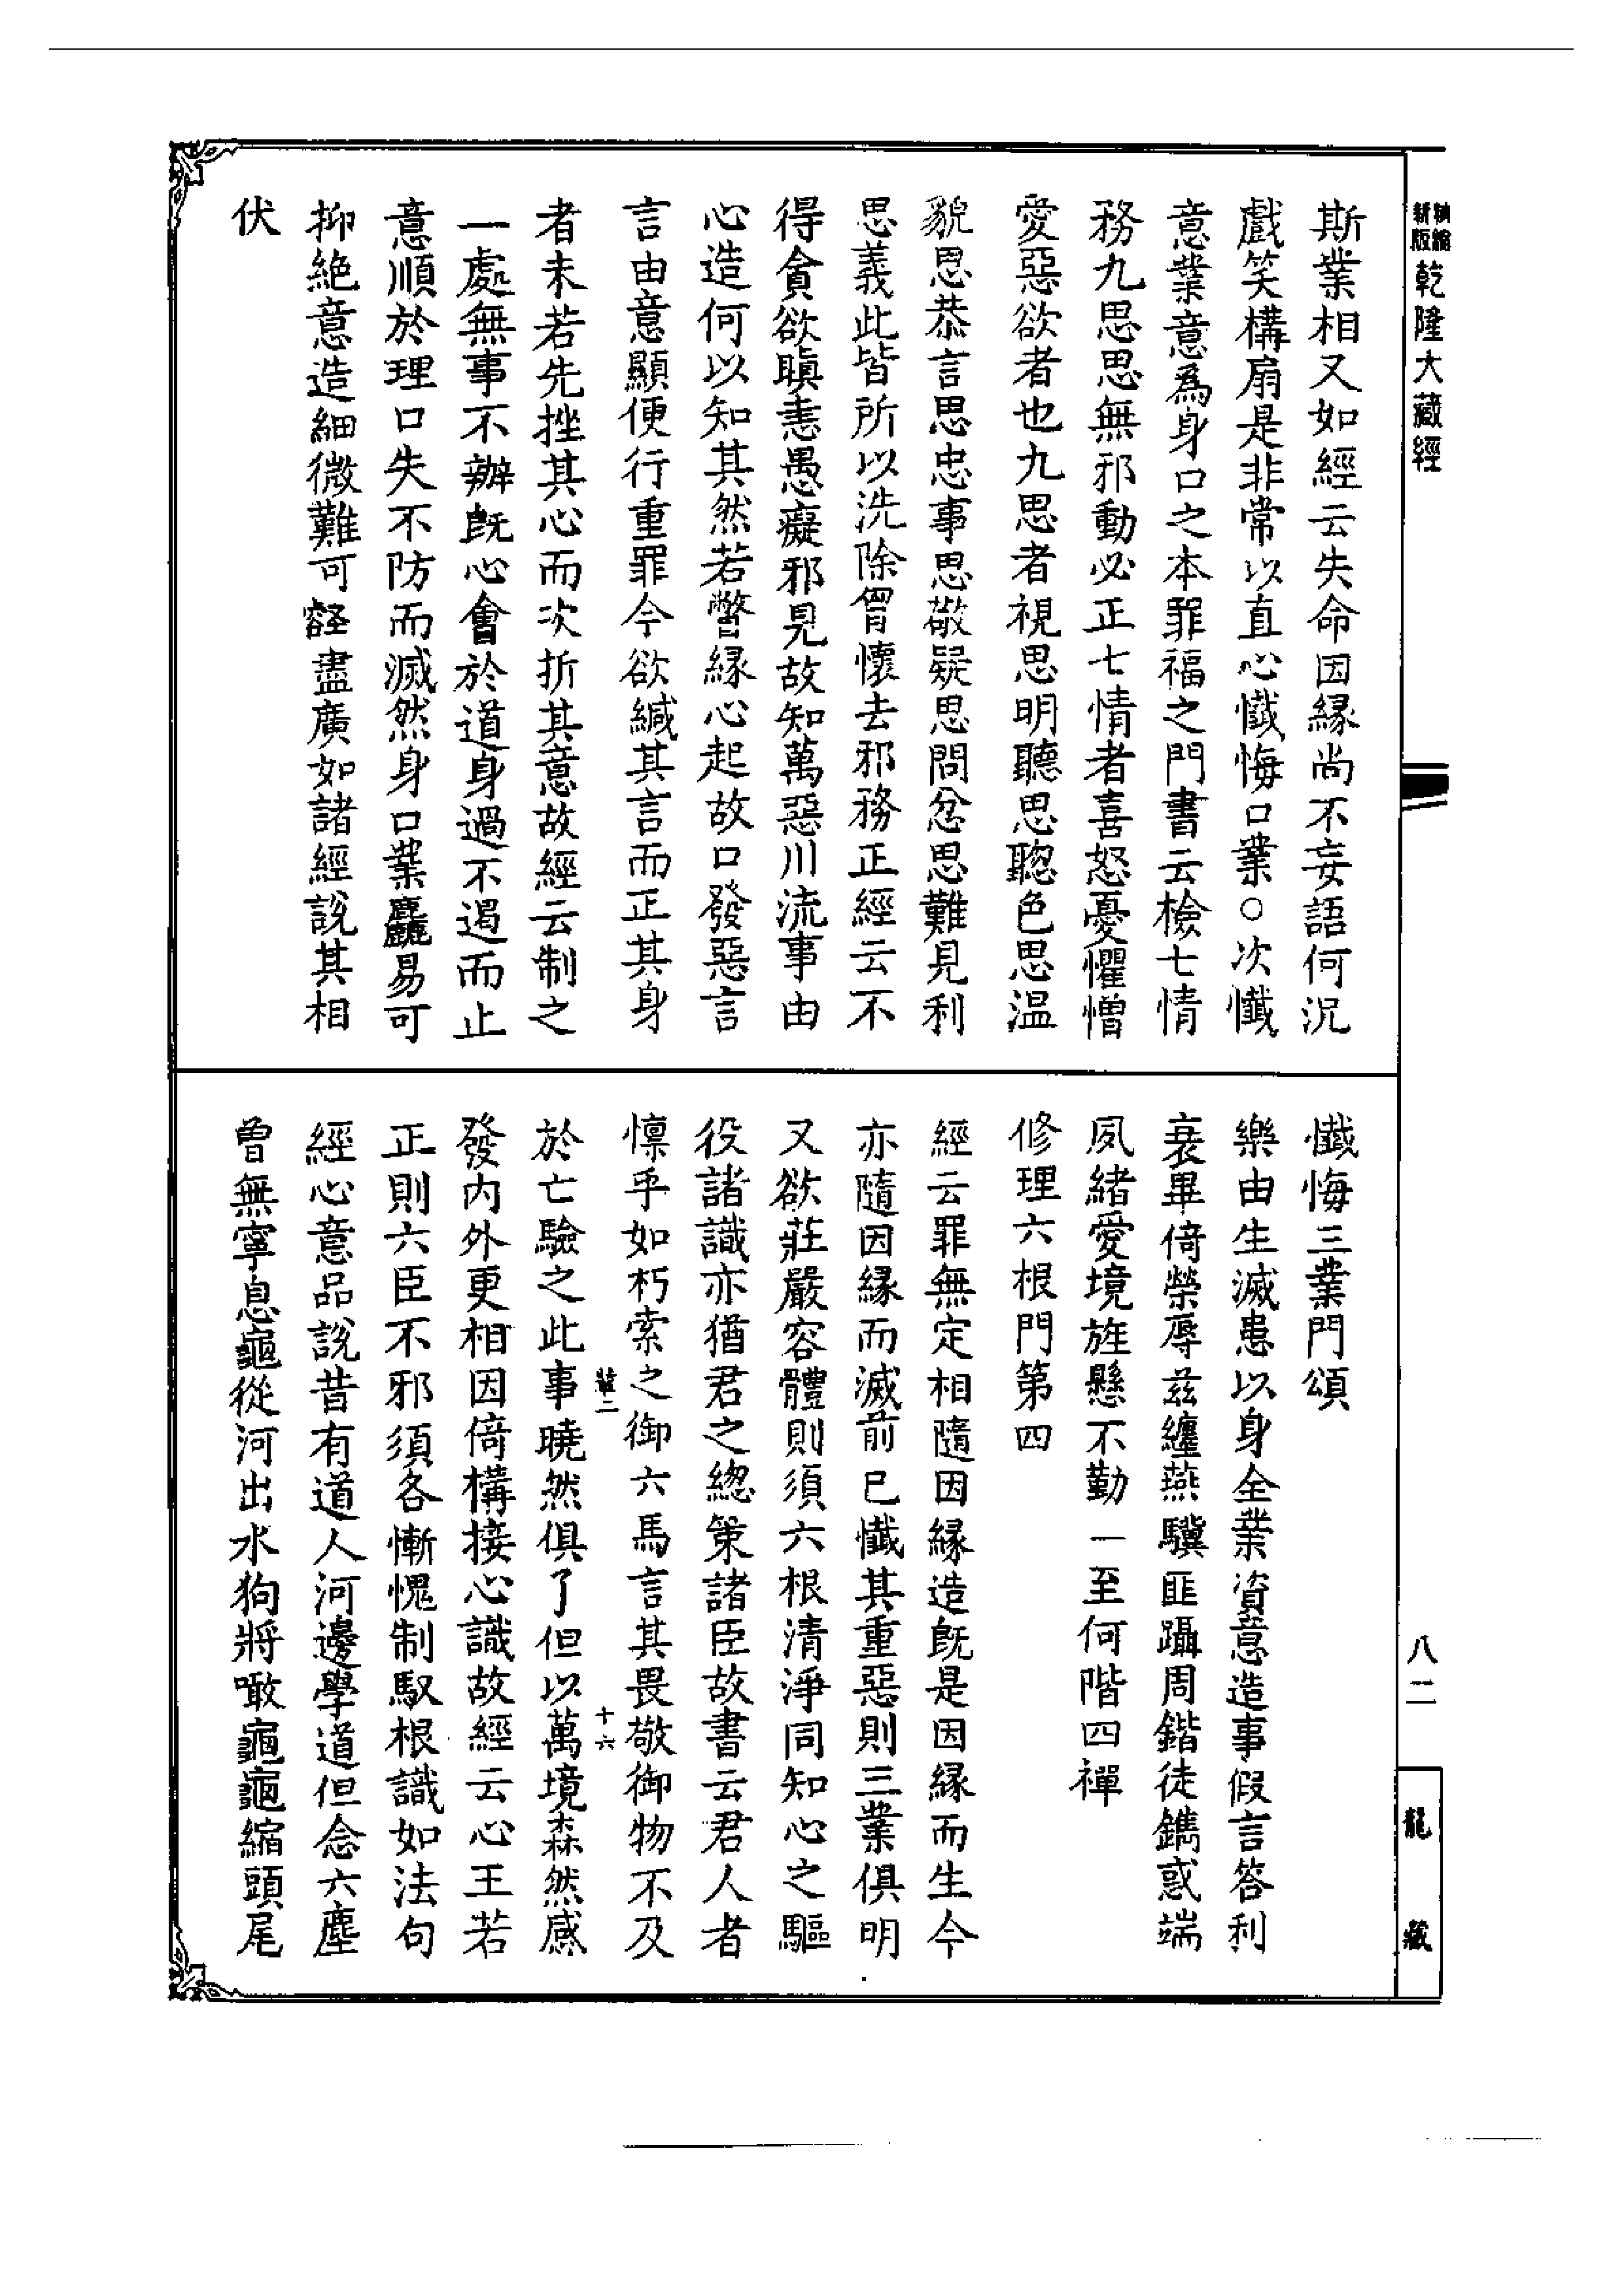 精縮
新版
乾隆大藏經
斯業相又如經云失命因緣尚不妄語何況
戲笑構扇是非常以直心懺悔口業○次懺
意業意為身口之本罪福之門書云檢七情
務九思思無邪動必正七情者喜怒憂懼憎
愛惡欲者也九思者視思明聽思聰色思溫
貌思恭言思忠事思敬疑思問忿思難見利
思義此皆所以洗除胷懷去邪務正經云不
得貪欲瞋恚愚癡邪見故知萬惡川流事由
心造何以知其然若瞥緣心起故口發惡言
言由意顯便行重罪今欲緘其言而正其身
者未若先挫其心而次折其意故經云制之
一處無事不辦旣心會於道身過不遏而止
意順於理口失不防而滅然身口業麤易可
抑絕意造細微難可盡廣如諸經說其相
伏
懺悔三業門頌
樂由生滅患以身全業資意造事假言答利
衰畢倚榮辱茲纏燕驥匪躡周鍇徒鐫惑端
夙緒愛境旌懸不勤一至何階四禪
修理六根門第四
經云罪無定相隨因緣造旣是因緣而生今
亦隨因緣而滅前已懺其重惡則三業俱明
又欲莊嚴容體則須六根清淨同知心之驅
役諸識亦猶君之總策諸臣故書云君人者
懍乎如朽索之御六馬言其畏敬御物不及
二
十六
於亡驗之此事曉然俱了但以萬境森然感
發內外更相因倚構接心識故經云心王若
正則六臣不邪須各慚愧制馭根識如法句
經心意品說昔有道人河邊學道但念六塵
曾無寧息龜從河出水狗將噉龜龜縮頭尾
八二
龍藏